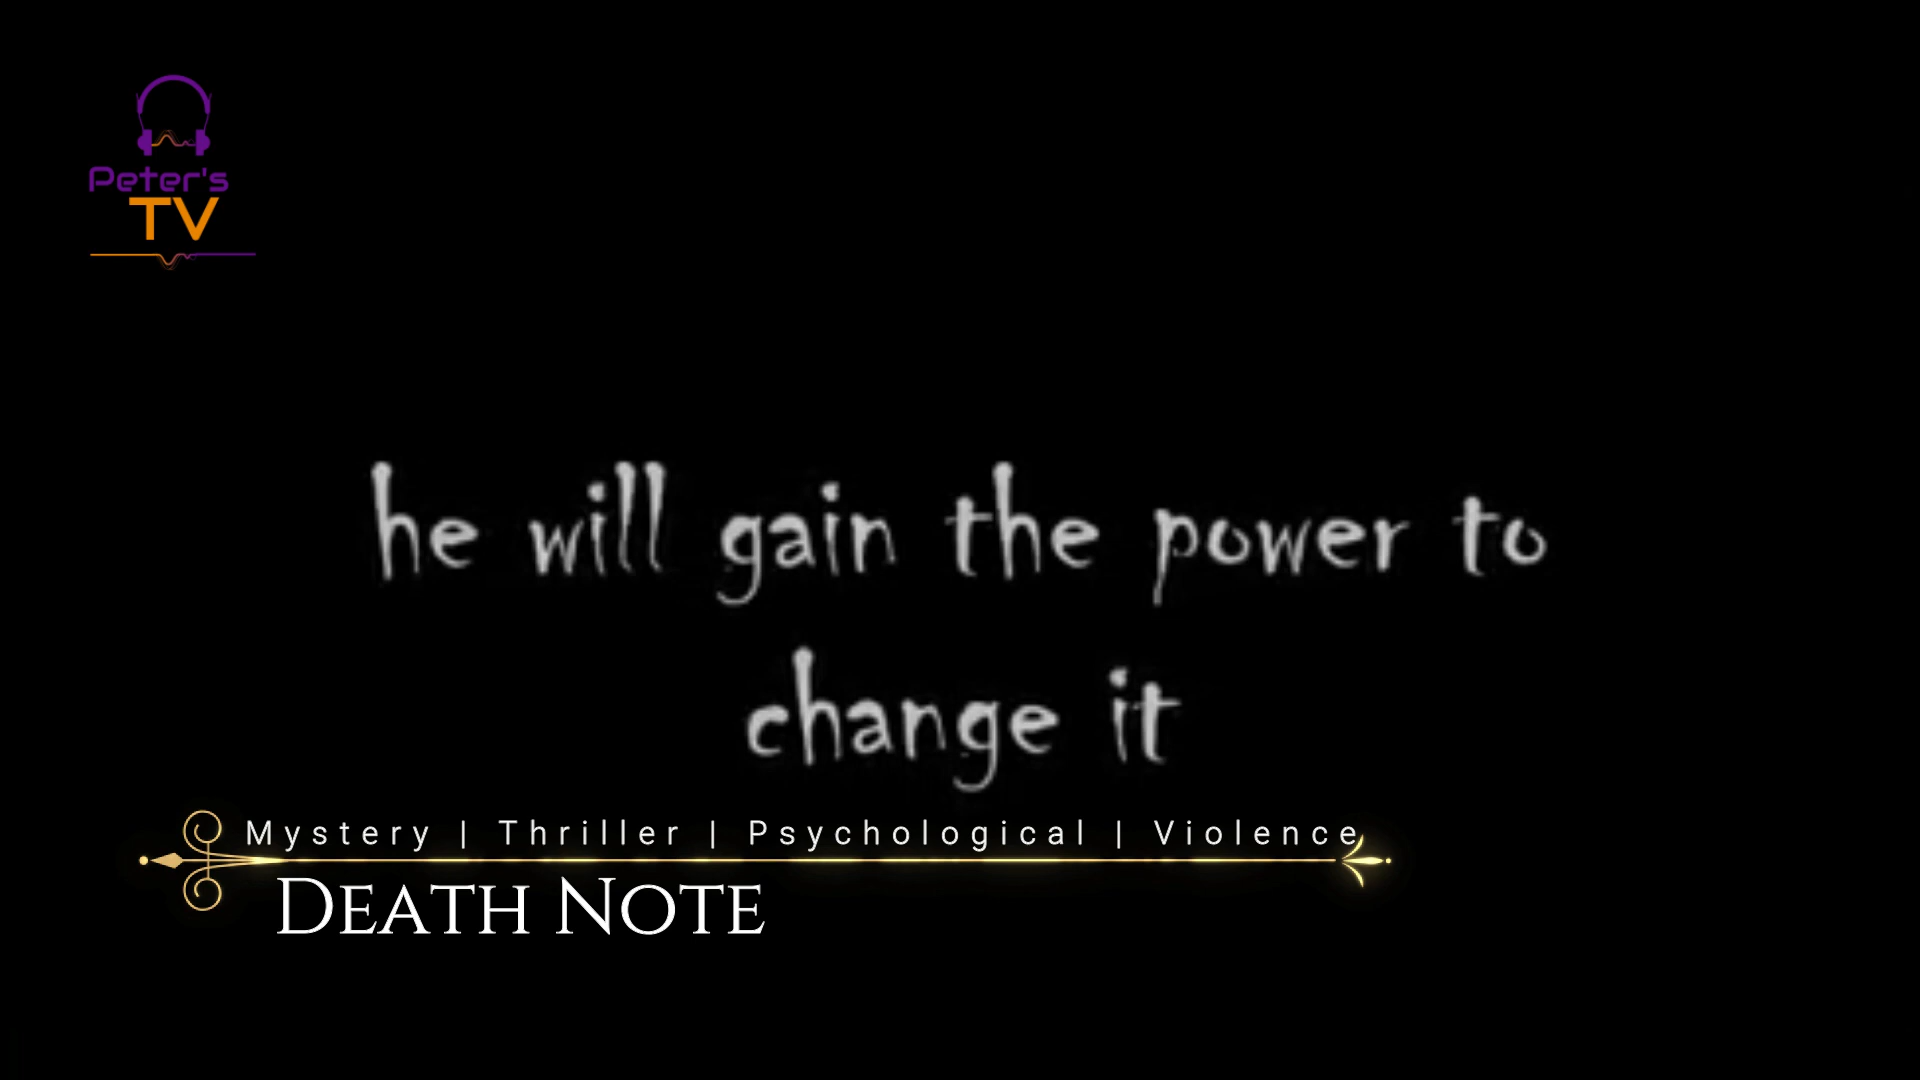 Peter's
TV
he will gain the power to
change it
Mystery | Thriller | Psychological | Violence
Death Note